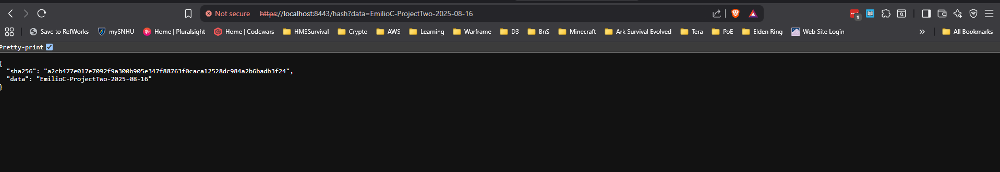 Not secure https://localhost:8443/hash?data=EmilioC-ProjectTwo-2025-08-16 1
Save to RefWorks mySNHU Home | Pluralsight Home | Codewars HMSSurvival Crypto AWS Learning Warframe D3 BnS Minecraft Ark Survival Evolved Tera PoE Elden Ring Web Site Login » All Bookmarks
Pretty-print
{
  "sha256": "a2cb477e017e7092f9a300b905e347f88763f0caca12528dc984a2b6badb3f24",
  "data": "EmilioC-ProjectTwo-2025-08-16"
}